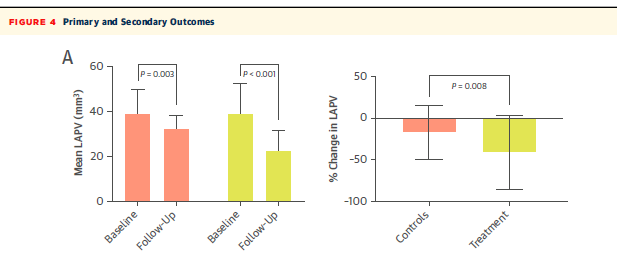 FIGURE 4 Primary and Secondary Outcomes
A
Mean LAPV (mm³)
60
40
20
0
P = 0.003
P < 0.001
Baseline
Follow-Up
Baseline
Follow-Up
% Change in LAPV
50
0
-50
-100
P = 0.008
Controls
Treatment